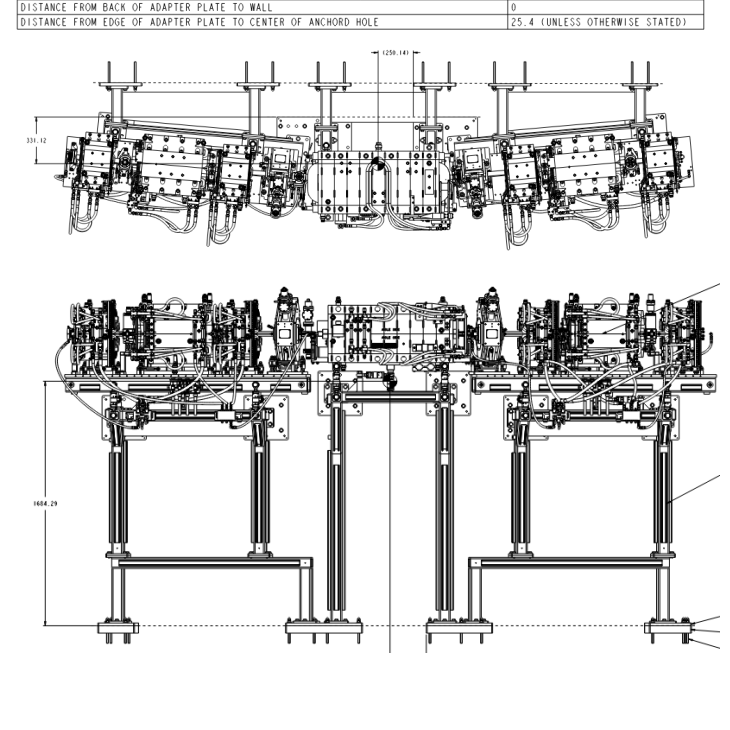 DISTANCE FROM BACK OF ADAPTER PLATE TO WALL 0
DISTANCE FROM EDGE OF ADAPTER PLATE TO CENTER OF ANCHORD HOLE 25.4 (UNLESS OTHERWISE STATED)
(250.14)
331.12
1684.29